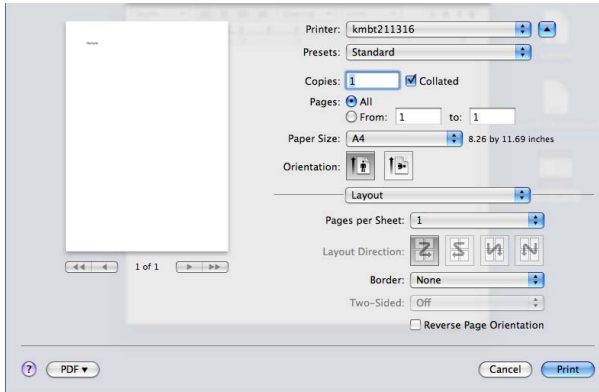 Printer: kmbt211316
Presets: Standard
Copies: 1 Collated
Pages: All
From: 1 to: 1
Paper Size: A4 8.26 by 11.69 inches
Orientation:
Layout
Pages per Sheet: 1
Layout Direction:
1 of 1
Border: None
Two-Sided: Off
Reverse Page Orientation
? PDF Cancel Print